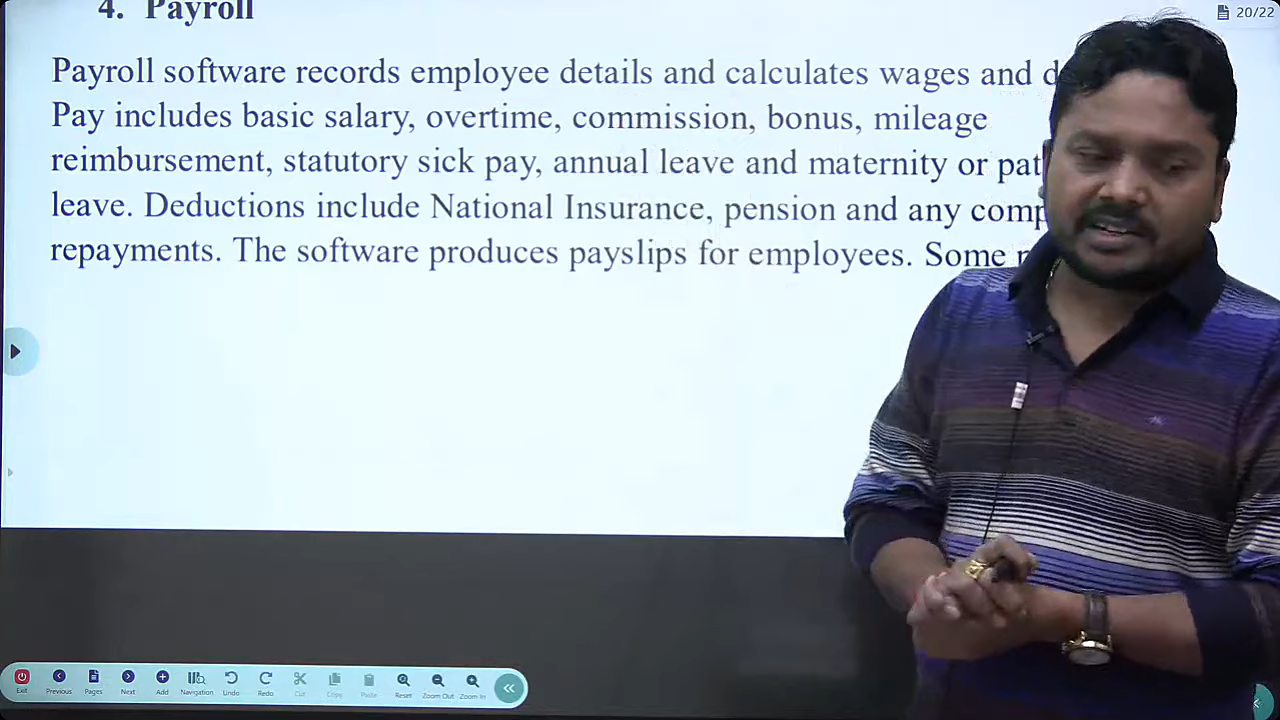 20/22
4. Payroll
Payroll software records employee details and calculates wages and
Pay includes basic salary, overtime, commission, bonus, mileage
reimbursement, statutory sick pay, annual leave and maternity or
leave. Deductions include National Insurance, pension and any
repayments. The software produces payslips for employees. Some
Exit Previous Pages Next Add Navigation Undo Redo Cut Copy Paste Reset Zoom Out Zoom In